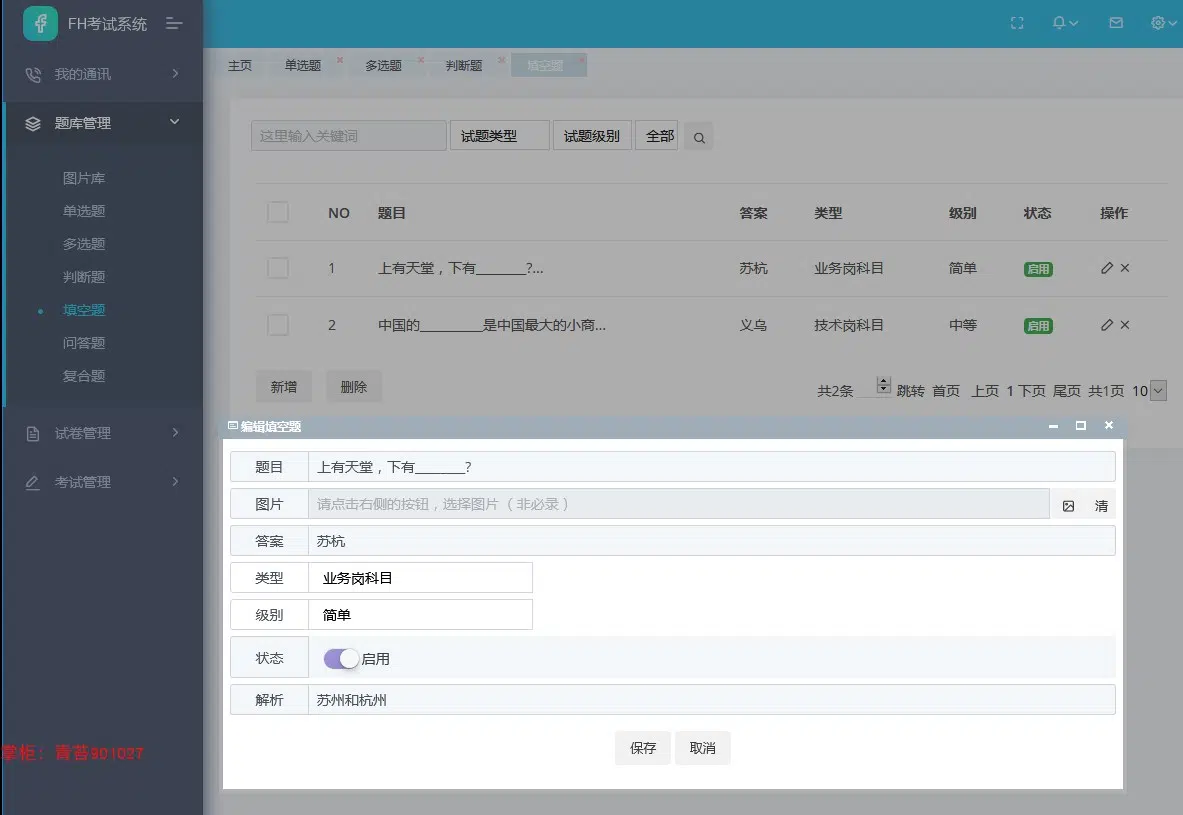 FH考试系统
我的通讯
题库管理
图片库
单选题
多选题
判断题
填空题
问答题
复合题
试卷管理
考试管理
掌柜：青苔901027
主页 单选题 多选题 判断题 填空题
这里输入关键词 试题类型 试题级别 全部
NO 题目 答案 类型 级别 状态 操作
1 上有天堂，下有_______?... 苏杭 业务岗科目 简单 启用
2 中国的_________是中国最大的小商... 义乌 技术岗科目 中等 启用
新增 删除 共2条 跳转 首页 上页 1 下页 尾页 共1页 10
编辑填空题
题目 上有天堂，下有_______?
图片 请点击右侧的按钮，选择图片（非必录） 清
答案 苏杭
类型 业务岗科目
级别 简单
状态 启用
解析 苏州和杭州
保存 取消